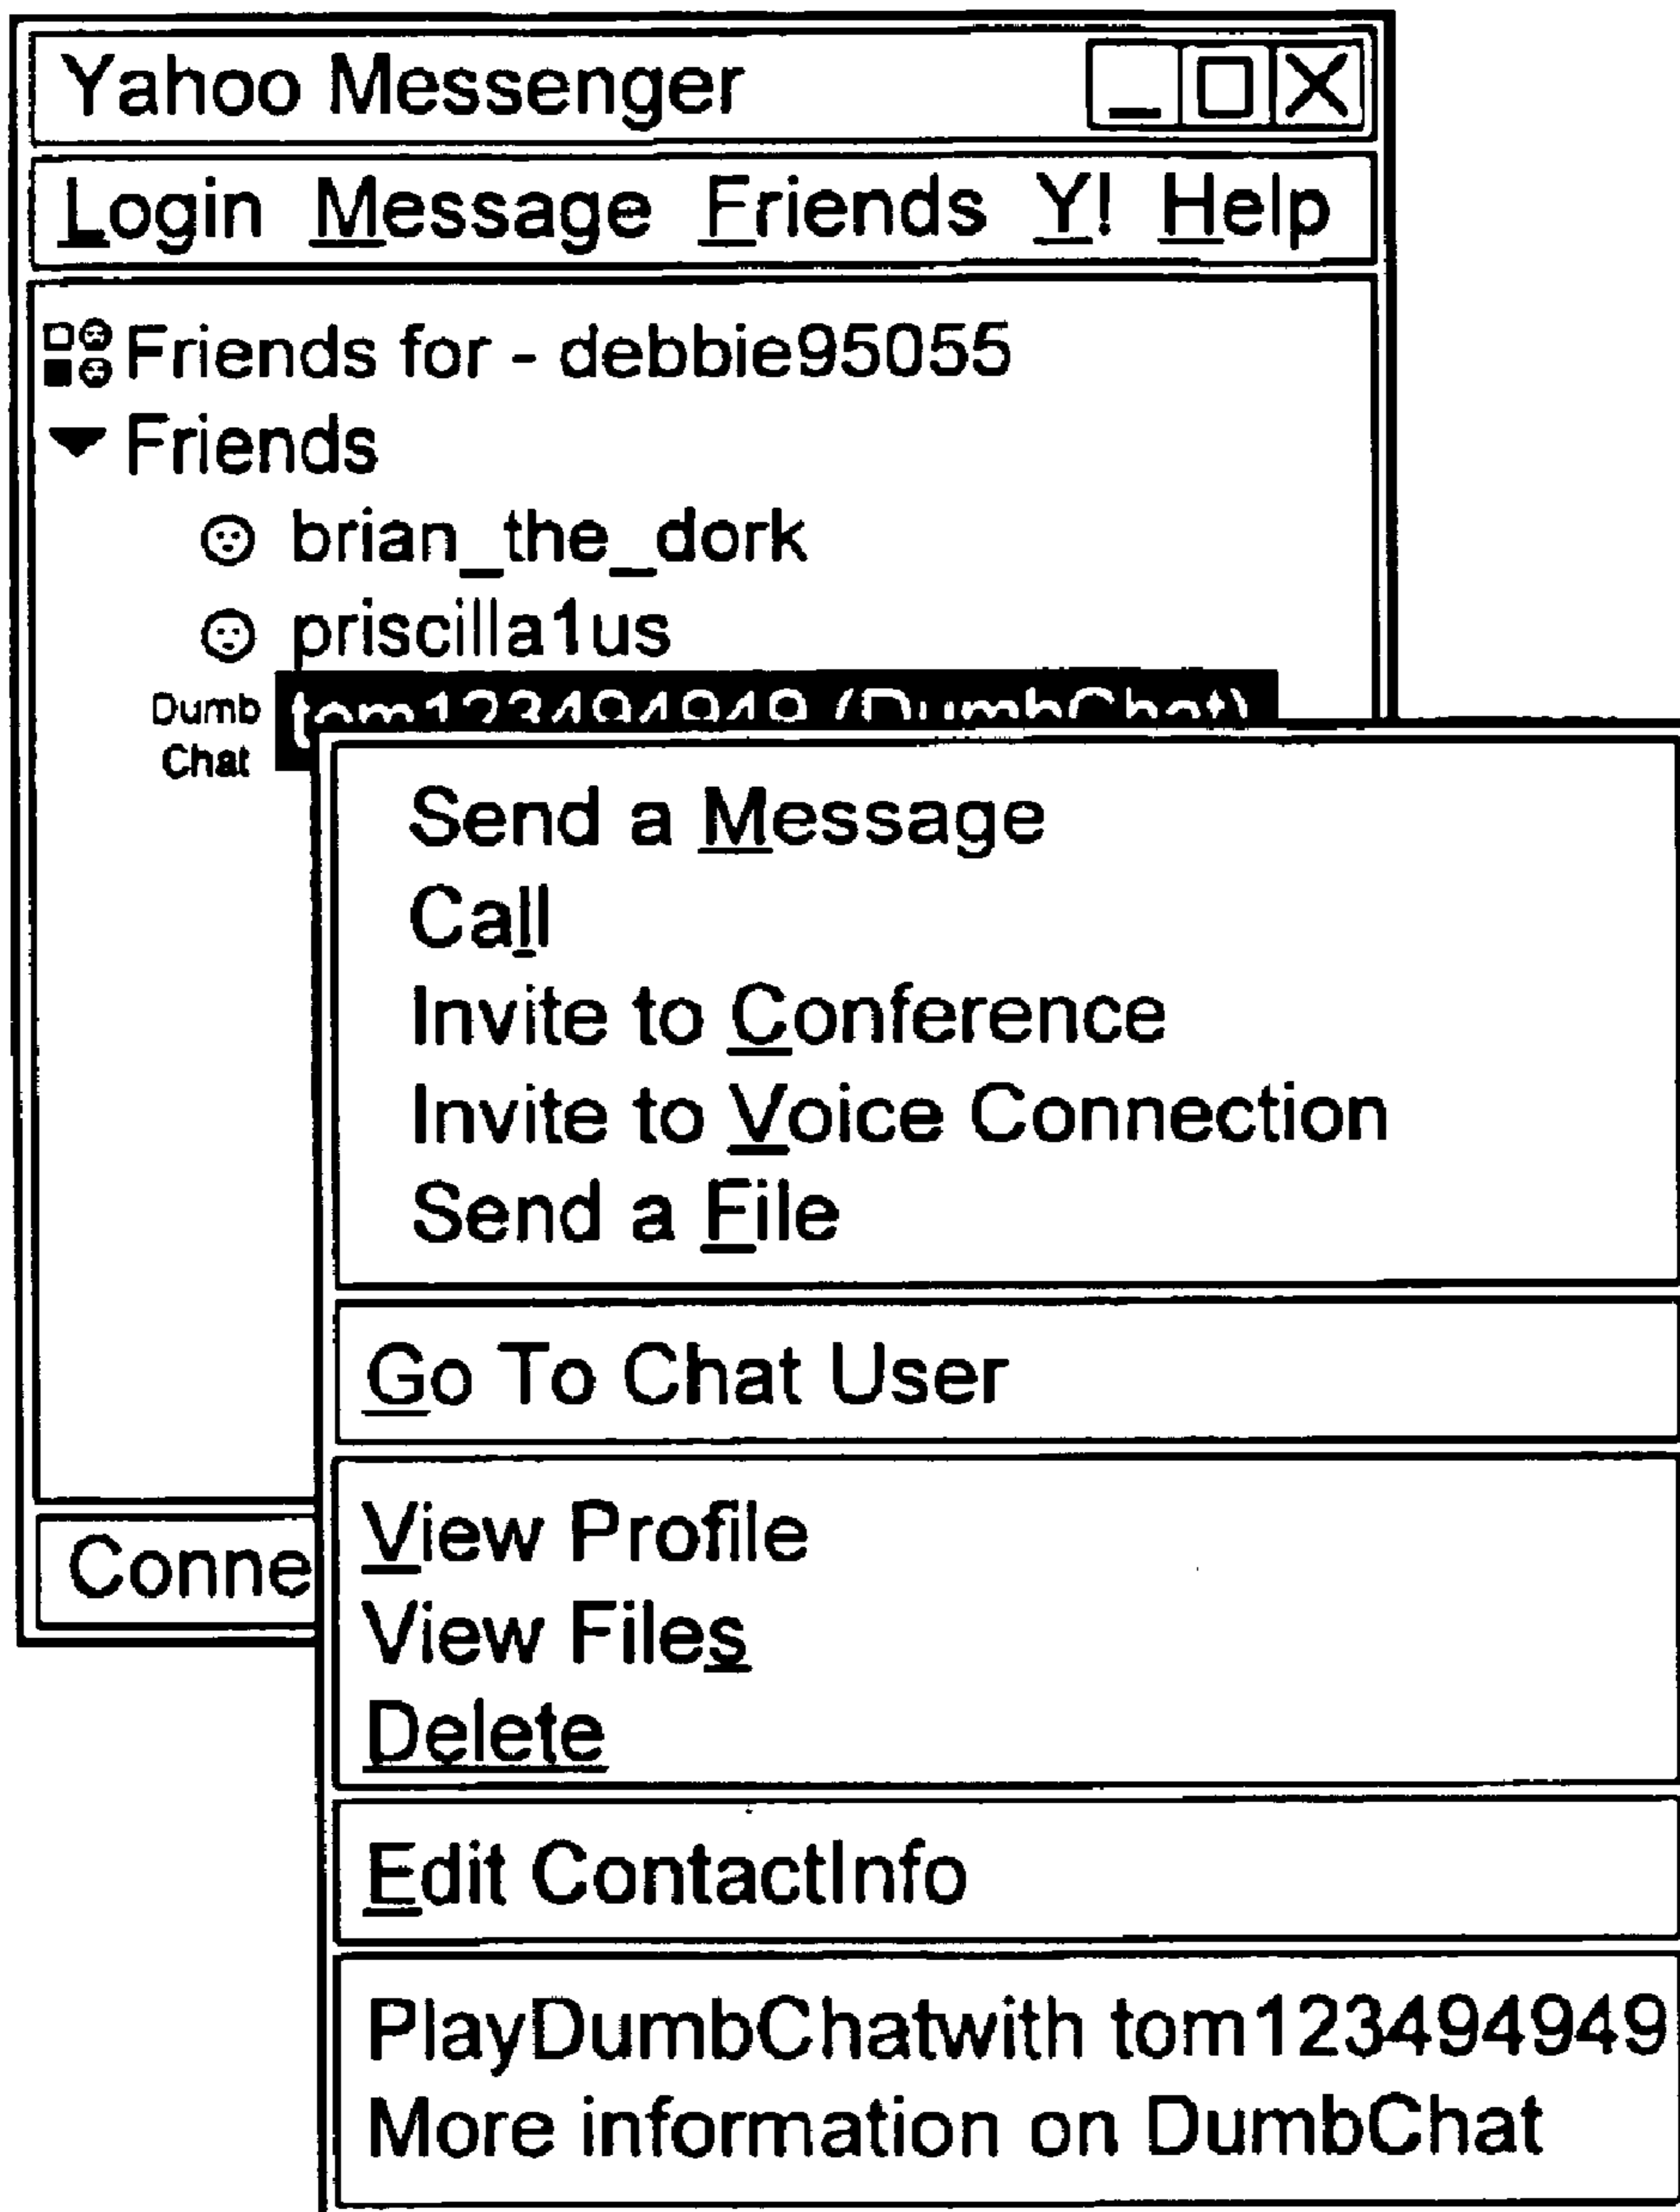 Yahoo Messenger
Login Message Friends Y! Help
Friends for - debbie95055
Friends
brian_the_dork
priscilla1us
Dumb Chat
tom123494949 (DumbChat)
Send a Message
Call
Invite to Conference
Invite to Voice Connection
Send a File
Go To Chat User
Conne
View Profile
View Files
Delete
Edit ContactInfo
PlayDumbChatwith tom123494949
More information on DumbChat